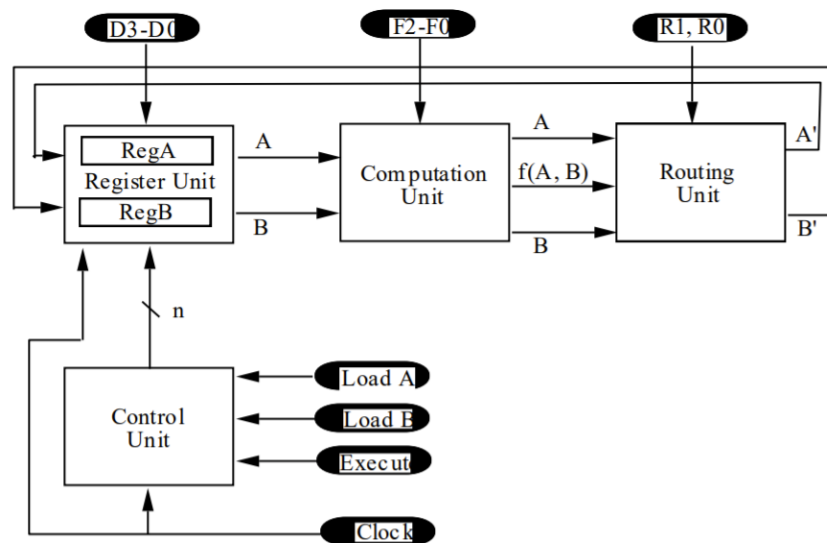 D3-D0
F2-F0
R1, R0
RegA
Register Unit
RegB
A
B
Computation
Unit
A
f(A, B)
B
Routing
Unit
A'
B'
n
Control
Unit
Load A
Load B
Execute
Clock